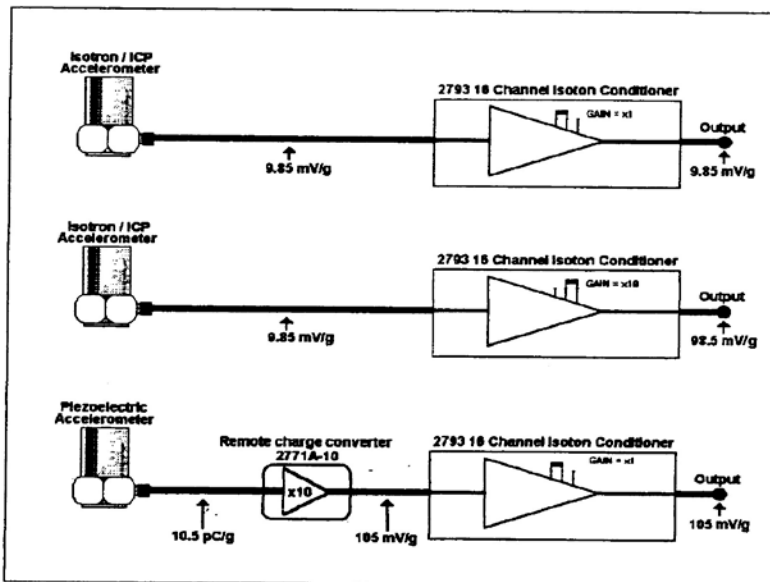 Isotron / ICP
Accelerometer
2793 16 Channel Isoton Conditioner
GAIN = x1
Output
9.85 mV/g
9.85 mV/g
Isotron / ICP
Accelerometer
2793 16 Channel Isoton Conditioner
GAIN = x10
Output
9.85 mV/g
98.5 mV/g
Piezoelectric
Accelerometer
Remote charge converter
2771A-10
2793 16 Channel Isoton Conditioner
GAIN = x1
x10
Output
10.5 pC/g
105 mV/g
105 mV/g